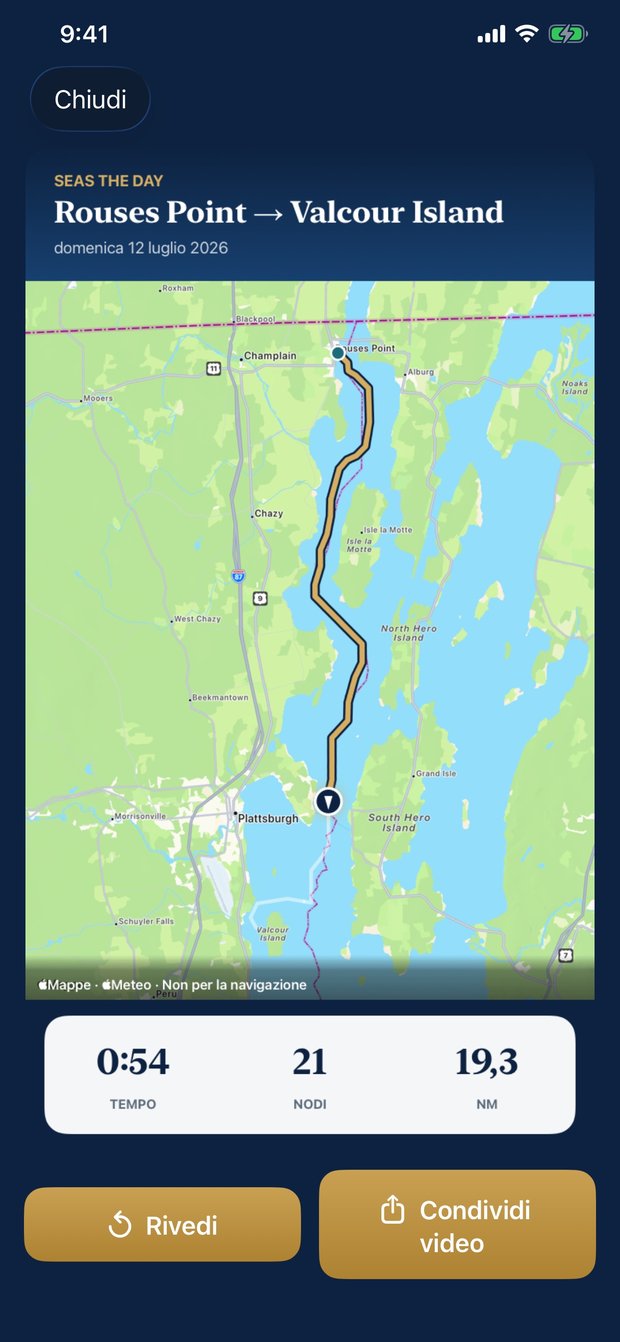 9:41
Chiudi
SEAS THE DAY
Rouses Point → Valcour Island
domenica 12 luglio 2026
Roxham
Blackpool
Rouses Point
Champlain
11
Alburg
Noaks
Island
Mooers
Chazy
Isle la Motte
Isle la
Motte
87
9
West Chazy
North Hero
Island
Beekmantown
Grand Isle
Morrisonville
Plattsburgh
South Hero
Island
Schuyler Falls
Valcour
Island
7
Mappe · Meteo · Non per la navigazione
Peru
0:54
21
19,3
TEMPO
NODI
NM
Rivedi
Condividi
video